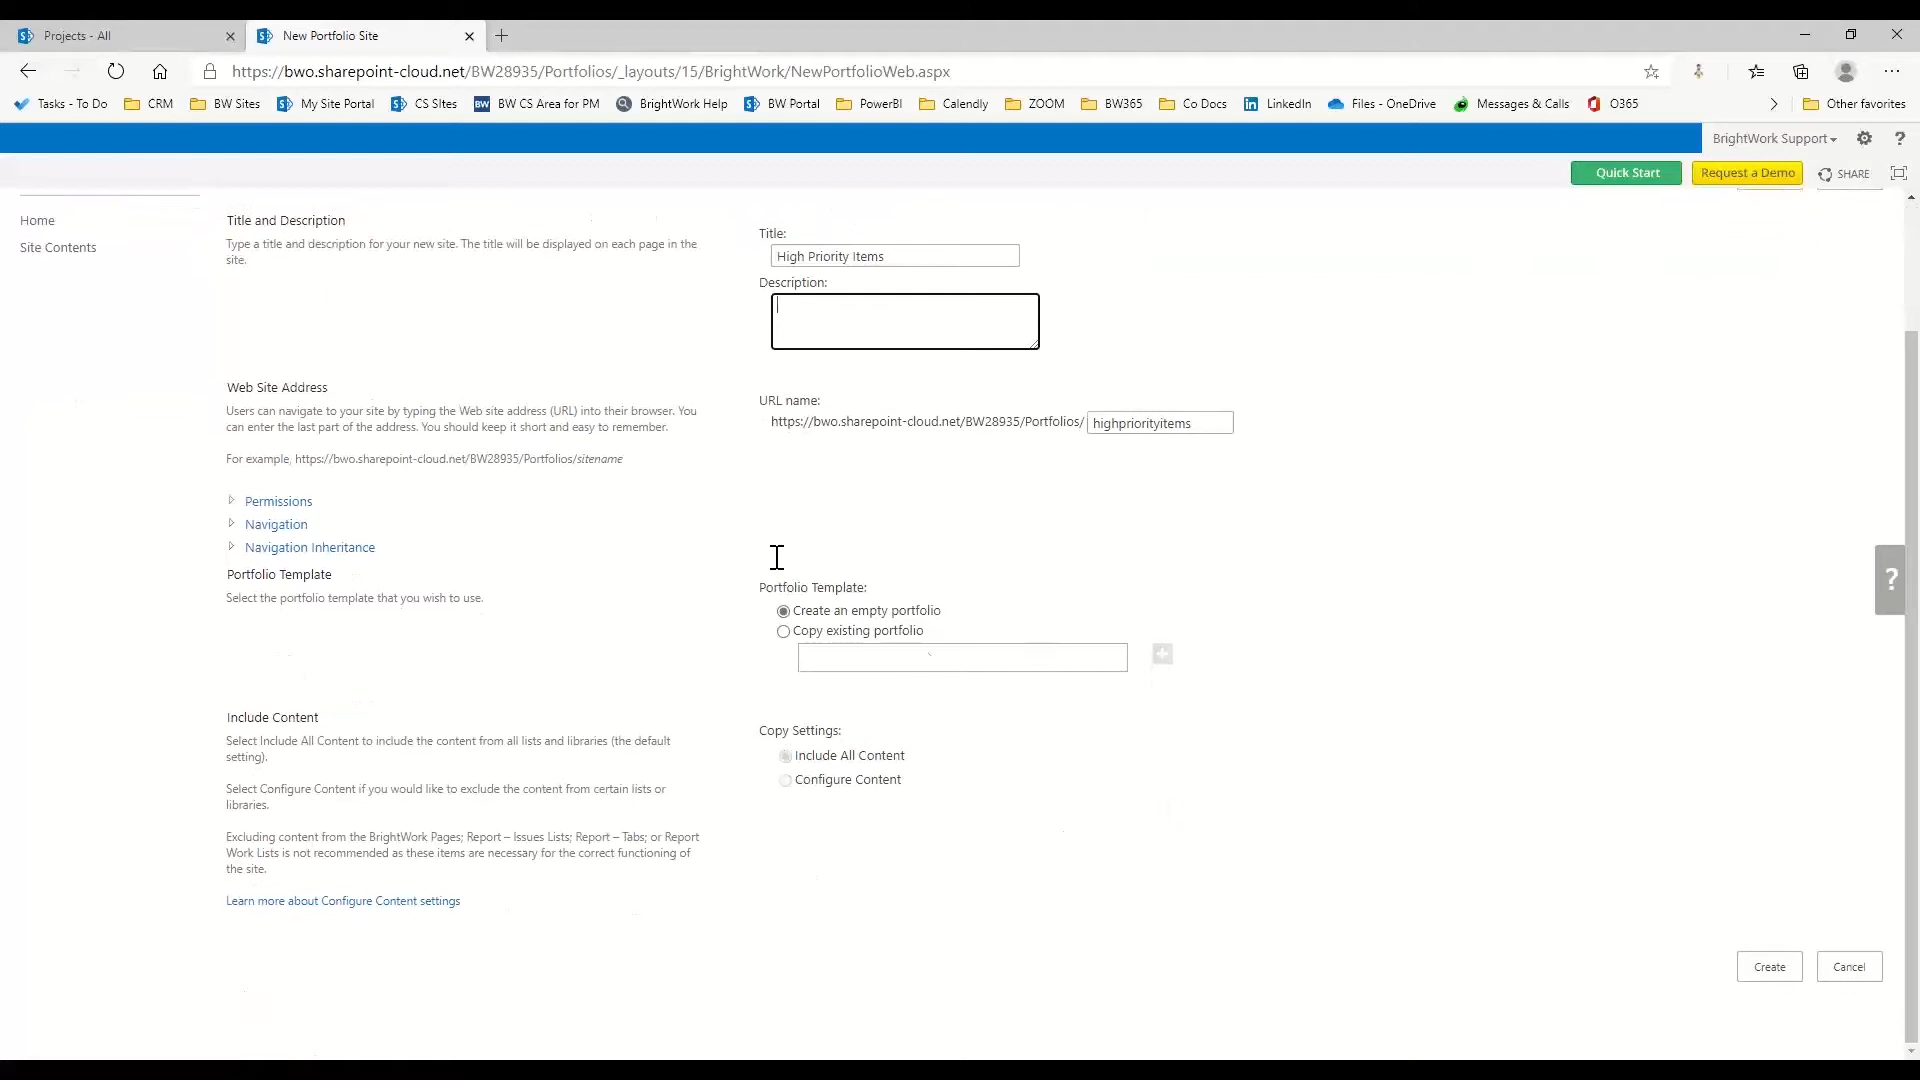 Projects - All
New Portfolio Site
https://bwo.sharepoint-cloud.net/BW28935/Portfolios/_layouts/15/BrightWork/NewPortfolioWeb.aspx
Tasks - To Do CRM BW Sites My Site Portal CS SItes BW BW CS Area for PM BrightWork Help BW Portal PowerBI Calendly ZOOM BW365 Co Docs LinkedIn Files - OneDrive Messages & Calls O365 Other favorites
BrightWork Support
Quick Start Request a Demo SHARE
Home
Site Contents
Title and Description
Type a title and description for your new site. The title will be displayed on each page in the
site.
Title:
High Priority Items
Description:
Web Site Address
Users can navigate to your site by typing the Web site address (URL) into their browser. You
can enter the last part of the address. You should keep it short and easy to remember.
For example, https://bwo.sharepoint-cloud.net/BW28935/Portfolios/sitename
URL name:
https://bwo.sharepoint-cloud.net/BW28935/Portfolios/ highpriorityitems
Permissions
Navigation
Navigation Inheritance
Portfolio Template
Select the portfolio template that you wish to use.
Portfolio Template:
Create an empty portfolio
Copy existing portfolio
Include Content
Select Include All Content to include the content from all lists and libraries (the default
setting).
Select Configure Content if you would like to exclude the content from certain lists or
libraries.
Excluding content from the BrightWork Pages; Report – Issues Lists; Report – Tabs; or Report
Work Lists is not recommended as these items are necessary for the correct functioning of
the site.
Learn more about Configure Content settings
Copy Settings:
Include All Content
Configure Content
?
Create Cancel